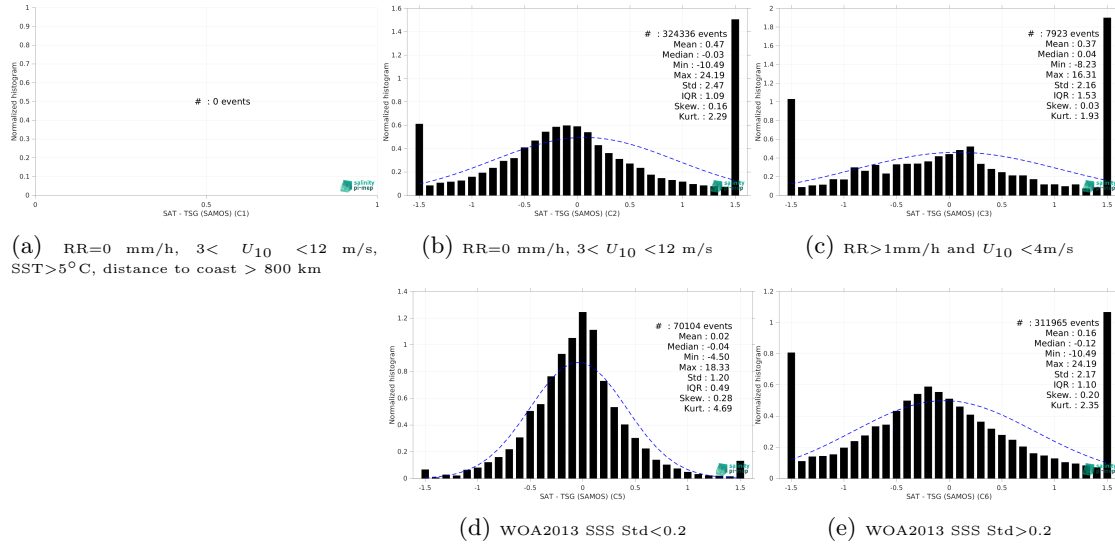 1
0.9
0.8
0.7
0.6
0.5
0.4
0.3
0.2
0.1
0
Normalized histogram
# : 0 events
0
0.5
1
salinity
pi-mep
SAT - TSG (SAMOS) (C1)
(a) RR=0 mm/h, 3< U10 <12 m/s,
SST>5°C, distance to coast > 800 km
1.6
1.4
1.2
1
0.8
0.6
0.4
0.2
0
Normalized histogram
# : 324336 events
Mean : 0.47
Median : -0.03
Min : -10.49
Max : 24.19
Std : 2.47
IQR : 1.09
Skew. : 0.16
Kurt. : 2.29
-1.5
-1
-0.5
0
0.5
1
1.5
salinity
pi-mep
SAT - TSG (SAMOS) (C2)
(b) RR=0 mm/h, 3< U10 <12 m/s
2
1.8
1.6
1.4
1.2
1
0.8
0.6
0.4
0.2
0
Normalized histogram
# : 7923 events
Mean : 0.37
Median : 0.04
Min : -8.23
Max : 16.31
Std : 2.16
IQR : 1.53
Skew. : 0.03
Kurt. : 1.93
-1.5
-1
-0.5
0
0.5
1
1.5
salinity
pi-mep
SAT - TSG (SAMOS) (C3)
(c) RR>1mm/h and U10 <4m/s
1.4
1.2
1
0.8
0.6
0.4
0.2
0
Normalized histogram
# : 70104 events
Mean : 0.02
Median : -0.04
Min : -4.50
Max : 18.33
Std : 1.20
IQR : 0.49
Skew. : 0.28
Kurt. : 4.69
-1.5
-1
-0.5
0
0.5
1
1.5
salinity
pi-mep
SAT - TSG (SAMOS) (C5)
(d) WOA2013 SSS Std<0.2
1.2
1
0.8
0.6
0.4
0.2
0
Normalized histogram
# : 311965 events
Mean : 0.16
Median : -0.12
Min : -10.49
Max : 24.19
Std : 2.17
IQR : 1.10
Skew. : 0.20
Kurt. : 2.35
-1.5
-1
-0.5
0
0.5
1
1.5
salinity
pi-mep
SAT - TSG (SAMOS) (C6)
(e) WOA2013 SSS Std>0.2